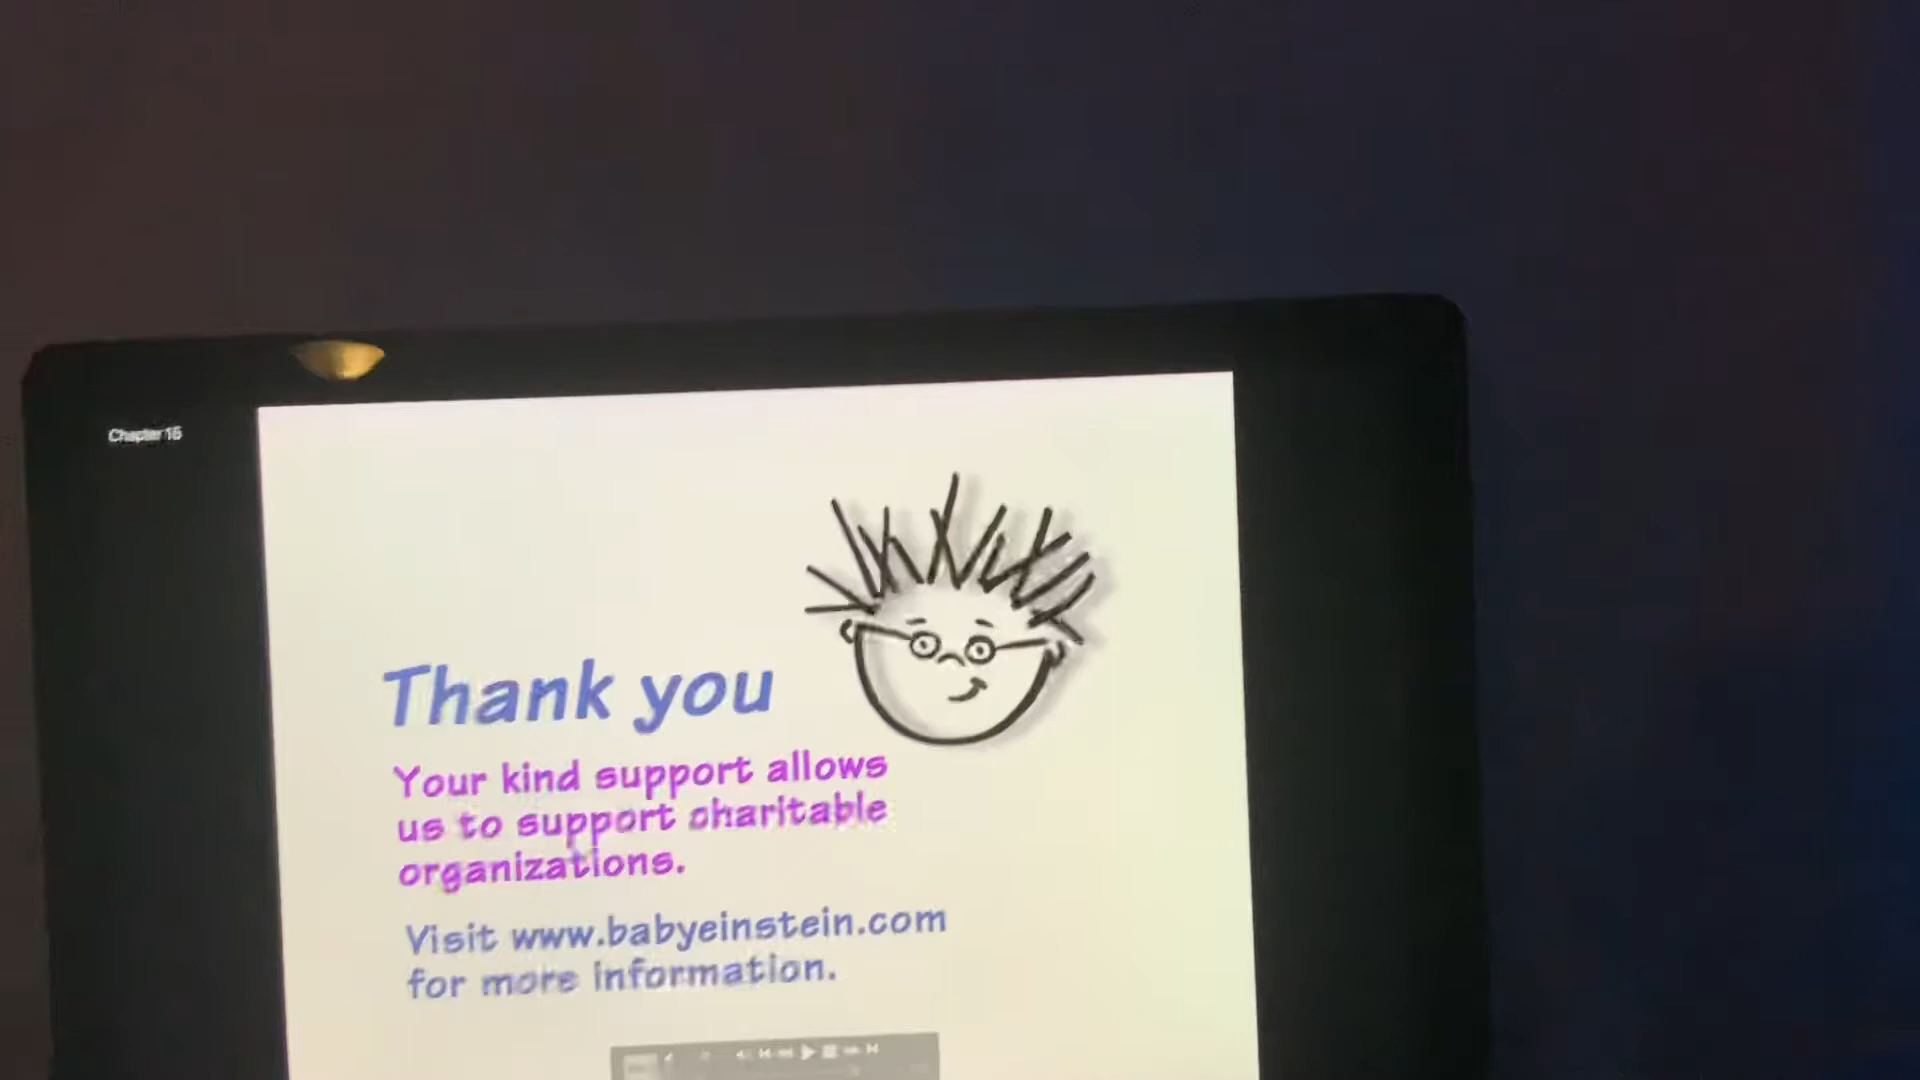 Chapter 15
Thank you
Your kind support allows
us to support charitable
organizations.
Visit www.babyeinstein.com
for more information.